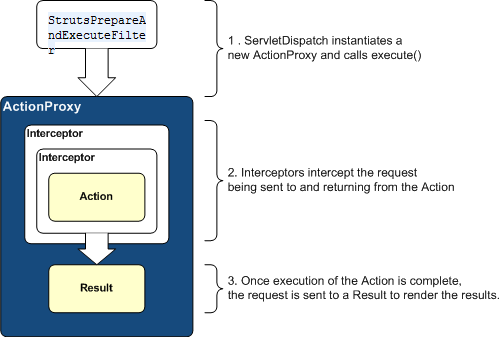 StrutsPrepareA
ndExecuteFilte
r
1 . ServletDispatch instantiates a
new ActionProxy and calls execute()
ActionProxy
Interceptor
Interceptor
Action
2. Interceptors intercept the request
being sent to and returning from the Action
Result
3. Once execution of the Action is complete,
the request is sent to a Result to render the results.